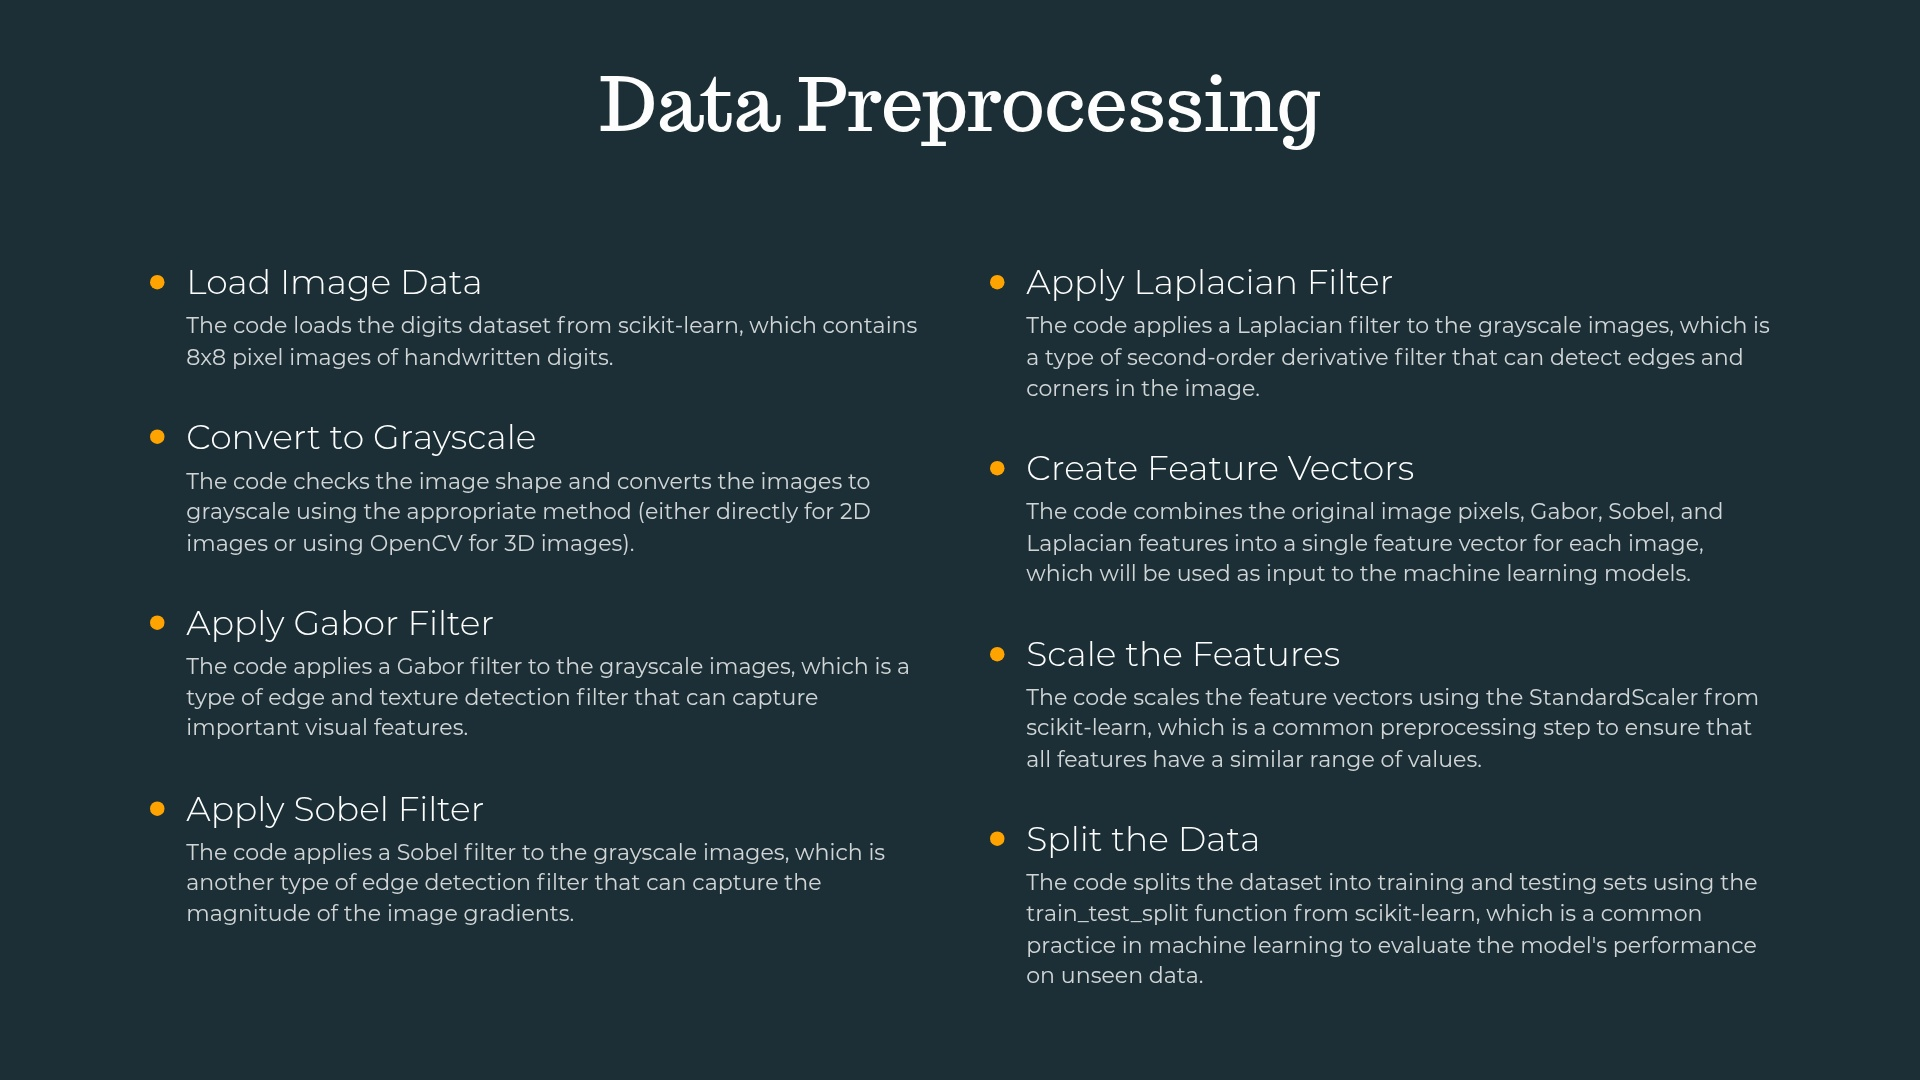 Data Preprocessing
Load Image Data
The code loads the digits dataset from scikit-learn, which contains
8x8 pixel images of handwritten digits.
Convert to Grayscale
The code checks the image shape and converts the images to
grayscale using the appropriate method (either directly for 2D
images or using OpenCV for 3D images).
Apply Gabor Filter
The code applies a Gabor filter to the grayscale images, which is a
type of edge and texture detection filter that can capture
important visual features.
Apply Sobel Filter
The code applies a Sobel filter to the grayscale images, which is
another type of edge detection filter that can capture the
magnitude of the image gradients.
Apply Laplacian Filter
The code applies a Laplacian filter to the grayscale images, which is
a type of second-order derivative filter that can detect edges and
corners in the image.
Create Feature Vectors
The code combines the original image pixels, Gabor, Sobel, and
Laplacian features into a single feature vector for each image,
which will be used as input to the machine learning models.
Scale the Features
The code scales the feature vectors using the StandardScaler from
scikit-learn, which is a common preprocessing step to ensure that
all features have a similar range of values.
Split the Data
The code splits the dataset into training and testing sets using the
train_test_split function from scikit-learn, which is a common
practice in machine learning to evaluate the model's performance
on unseen data.